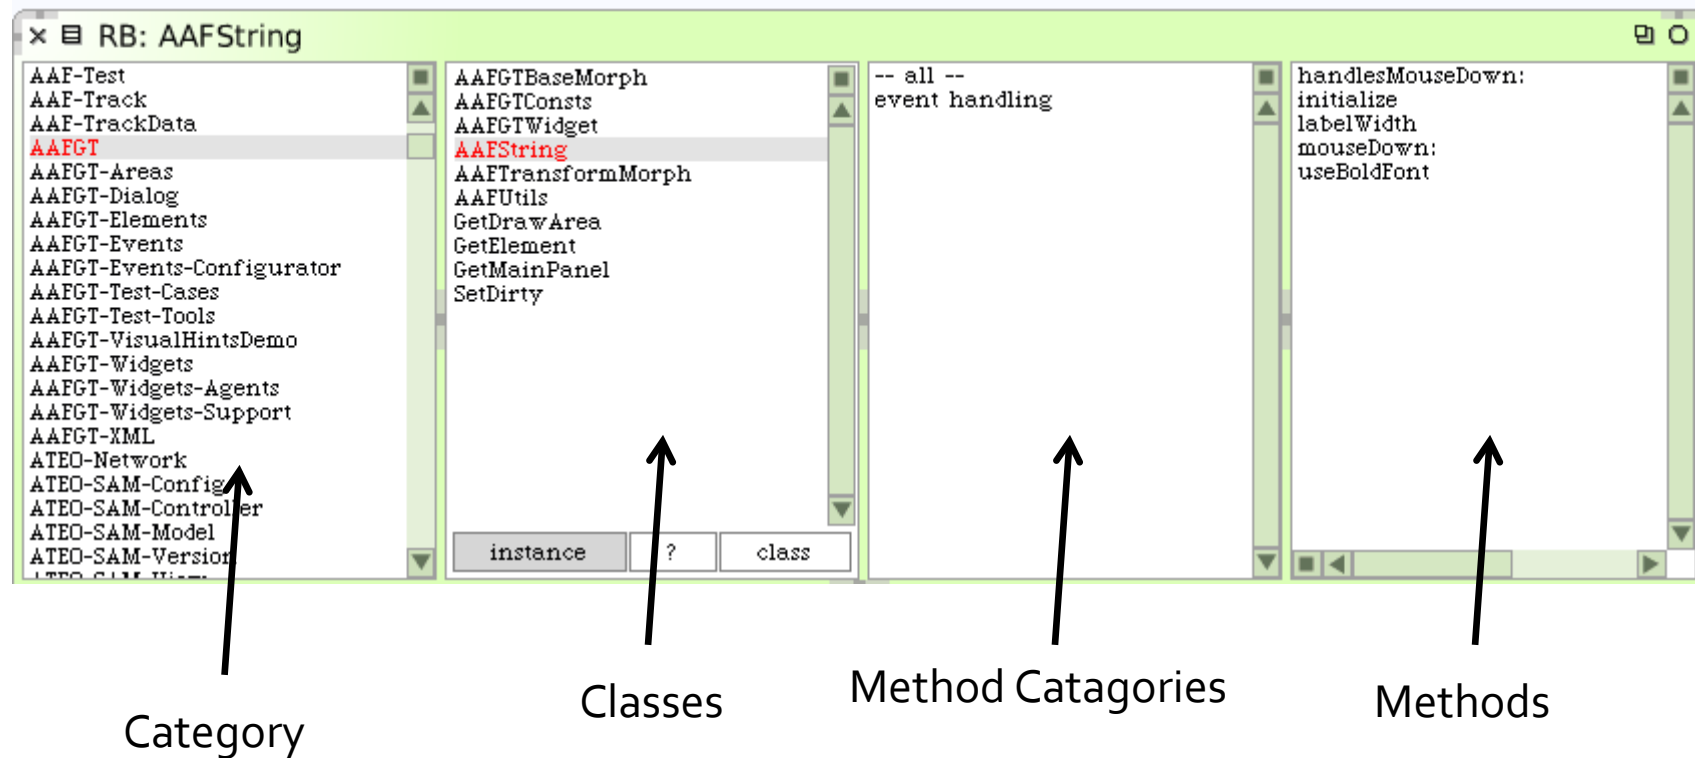 RB: AAFString
AAF-Test
AAF-Track
AAF-TrackData
AAFGT
AAFGT-Areas
AAFGT-Dialog
AAFGT-Elements
AAFGT-Events
AAFGT-Events-Configurator
AAFGT-Test-Cases
AAFGT-Test-Tools
AAFGT-VisualHintsDemo
AAFGT-Widgets
AAFGT-Widgets-Agents
AAFGT-Widgets-Support
AAFGT-XML
ATEO-Network
ATEO-SAM-Config
ATEO-SAM-Controller
ATEO-SAM-Model
ATEO-SAM-Version
AAFGTBaseMorph
AAFGTConsts
AAFGTWidget
AAFString
AAFTransformMorph
AAFUtils
GetDrawArea
GetElement
GetMainPanel
SetDirty
instance ? class
-- all --
event handling
handlesMouseDown:
initialize
labelWidth
mouseDown:
useBoldFont
Category
Classes
Method Catagories
Methods